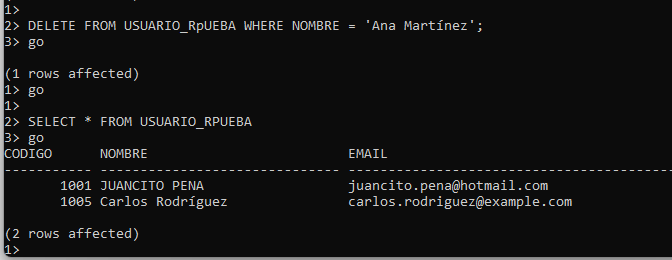 1>
2> DELETE FROM USUARIO_RpUEBA WHERE NOMBRE = 'Ana Martínez';
3> go
(1 rows affected)
1> go
1>
2> SELECT * FROM USUARIO_RPUEBA
3> go
CODIGO NOMBRE EMAIL
----------- ------------------------------ -----------------------------------------
1001 JUANCITO PENA juancito.pena@hotmail.com
1005 Carlos Rodríguez carlos.rodriguez@example.com
(2 rows affected)
1>